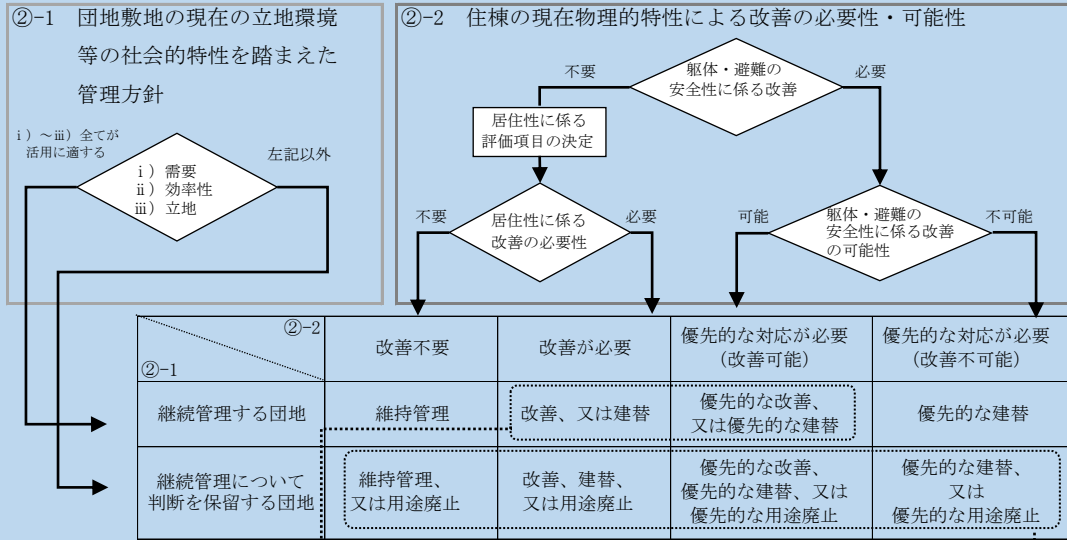 ②-1 団地敷地の現在の立地環境
等の社会的特性を踏まえた
管理方針
ⅰ）～ⅲ）全てが
活用に適する
左記以外
ⅰ）需要
ⅱ）効率性
ⅲ）立地
②-2 住棟の現在物理的特性による改善の必要性・可能性
不要
躯体・避難の
安全性に係る改善
必要
居住性に係る
評価項目の決定
不要
居住性に係る
改善の必要性
必要
可能
躯体・避難の
安全性に係る改善
の可能性
不可能
②-2
②-1
改善不要
改善が必要
優先的な対応が必要
（改善可能）
優先的な対応が必要
（改善不可能）
継続管理する団地
維持管理
改善、又は建替
優先的な改善、
又は優先的な建替
優先的な建替
継続管理について
判断を保留する団地
維持管理、
又は用途廃止
改善、建替、
又は用途廃止
優先的な改善、
優先的な建替、又は
優先的な用途廃止
優先的な建替、
又は
優先的な用途廃止